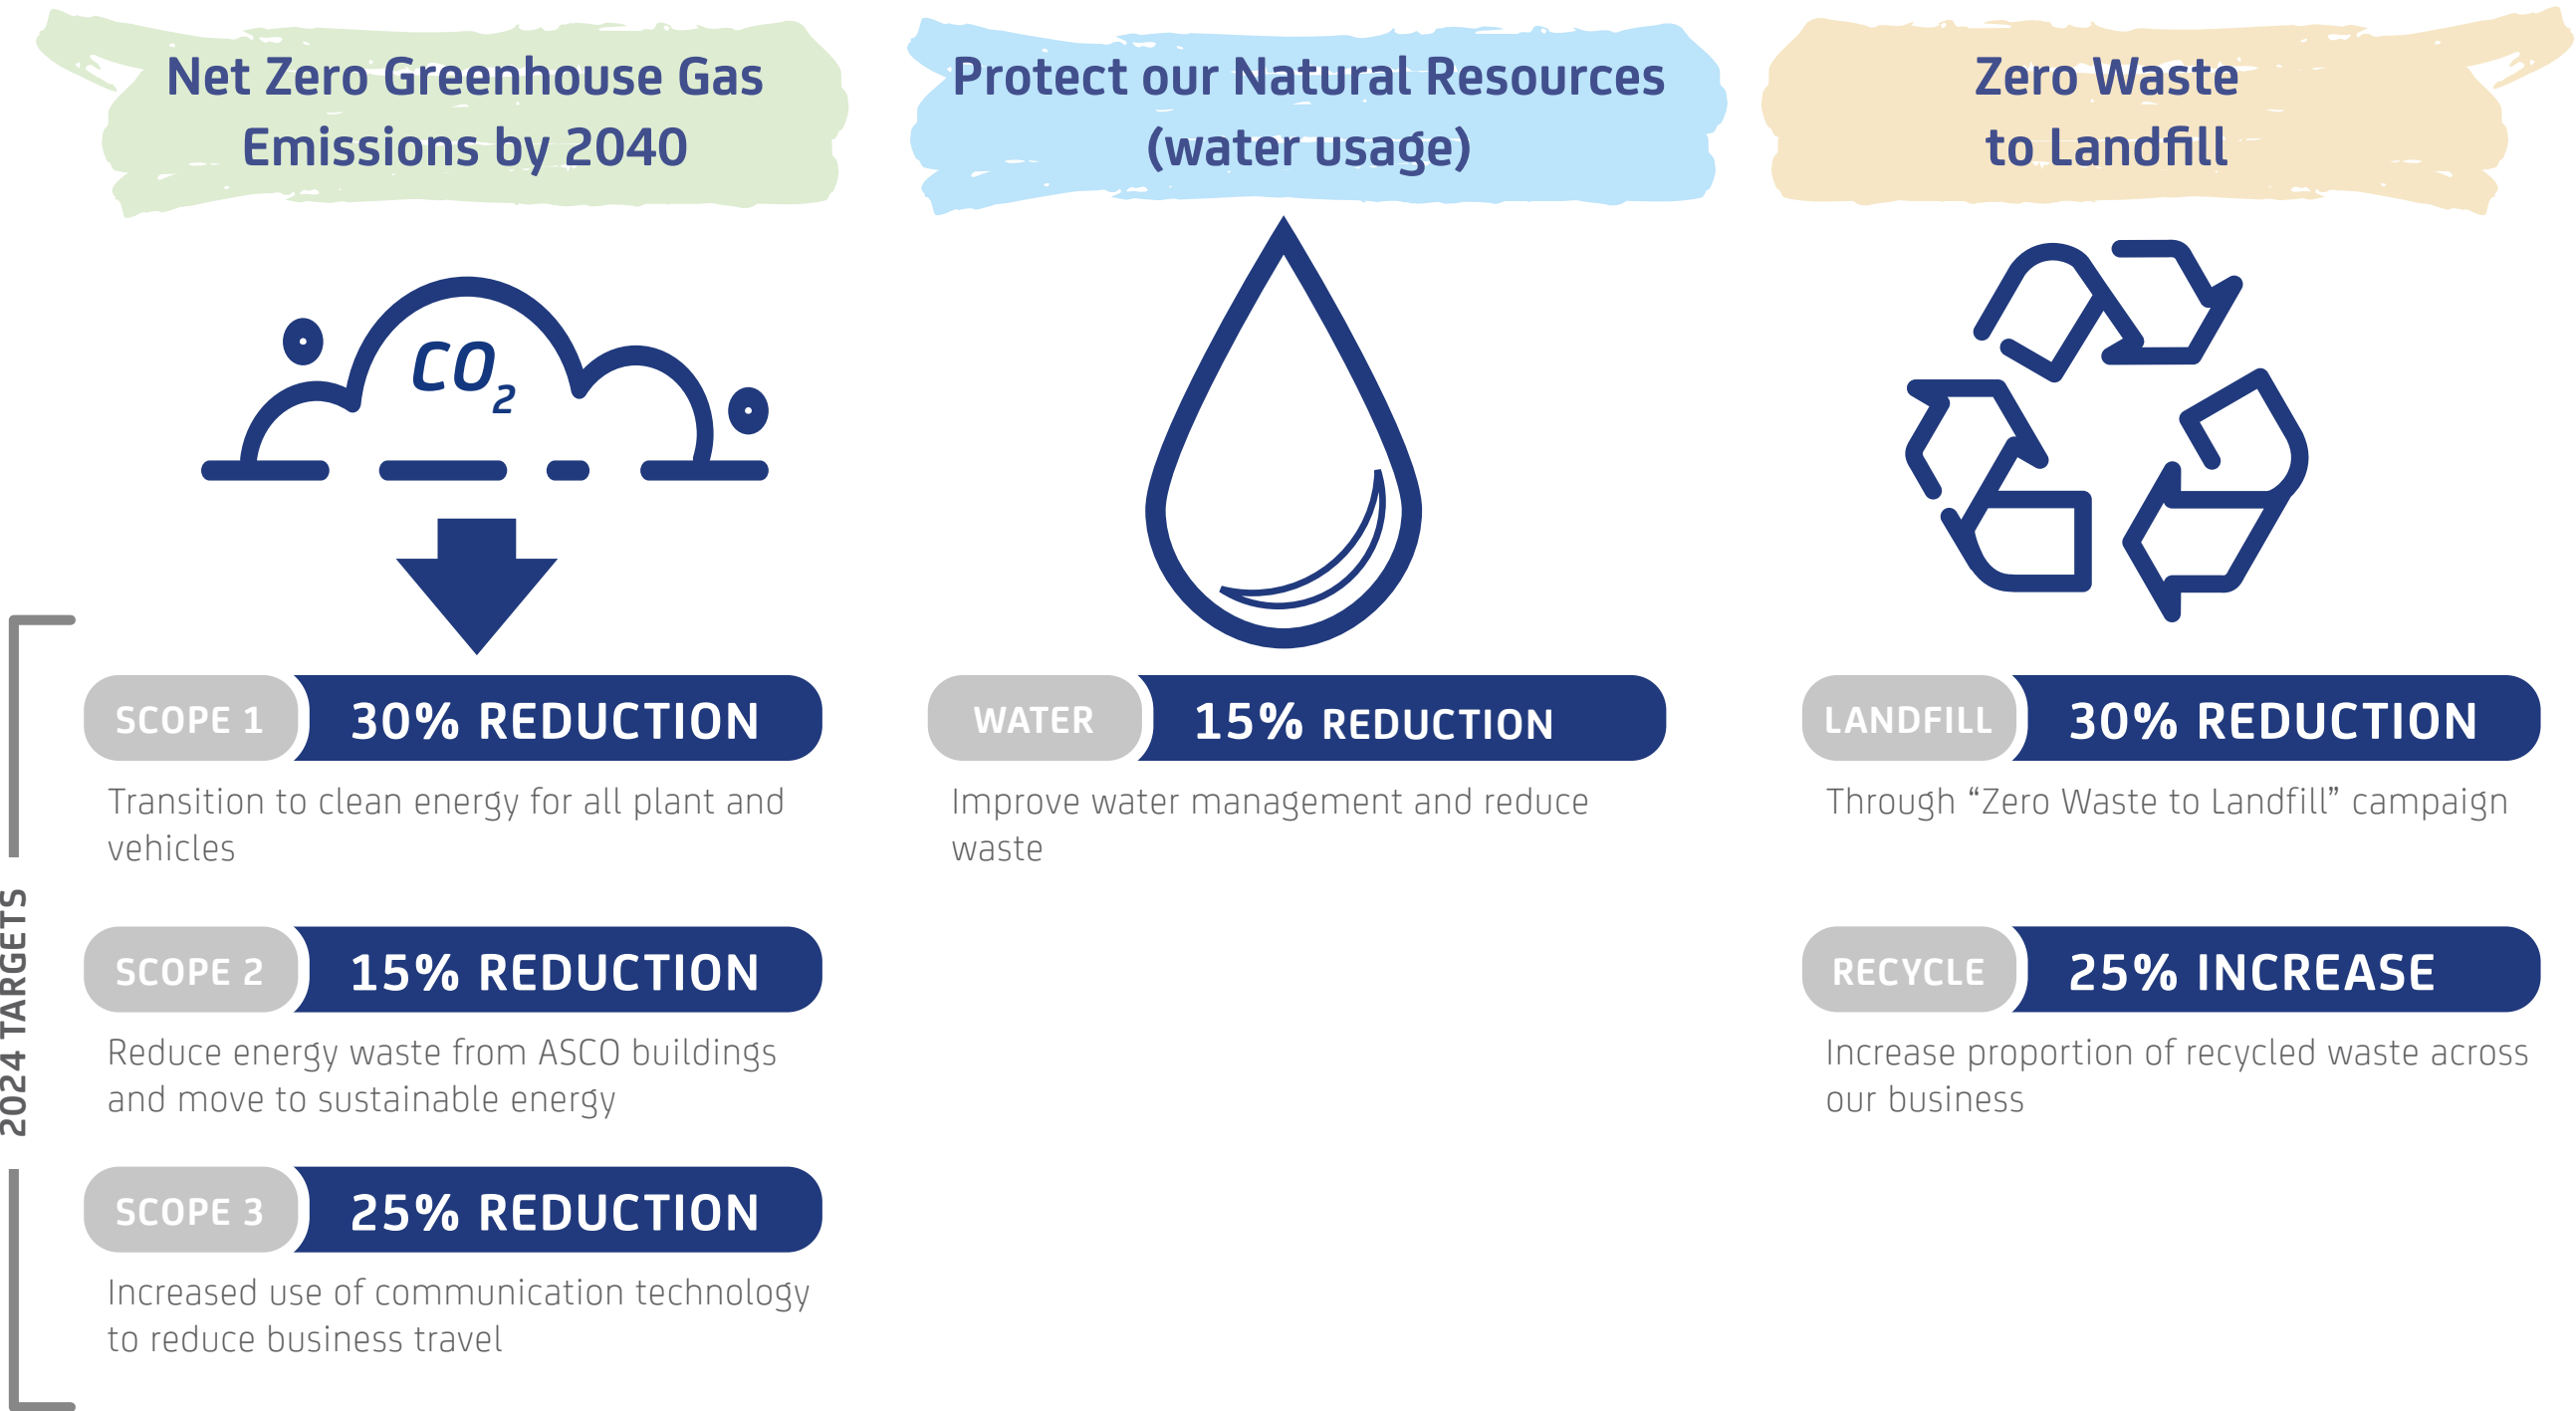 Net Zero Greenhouse Gas
Emissions by 2040
CO2
2024 TARGETS
SCOPE 1
30% REDUCTION
Transition to clean energy for all plant and
vehicles
SCOPE 2
15% REDUCTION
Reduce energy waste from ASCO buildings
and move to sustainable energy
SCOPE 3
25% REDUCTION
Increased use of communication technology
to reduce business travel
Protect our Natural Resources
(water usage)
WATER
15% REDUCTION
Improve water management and reduce
waste
Zero Waste
to Landfill
LANDFILL
30% REDUCTION
Through “Zero Waste to Landfill” campaign
RECYCLE
25% INCREASE
Increase proportion of recycled waste across
our business